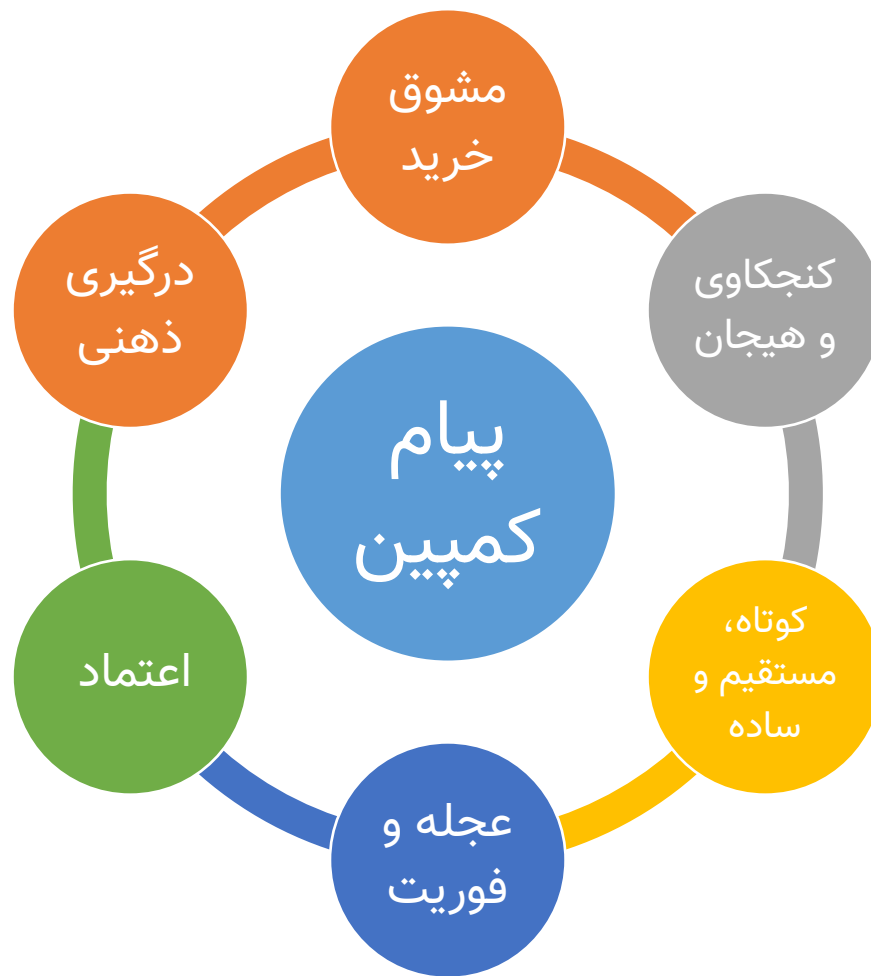 مشوق
خرید
کنجکاوی
و هیجان
کوتاه،
مستقیم و
ساده
عجله و
فوریت
اعتماد
درگیری
ذهنی
پیام
کمپین